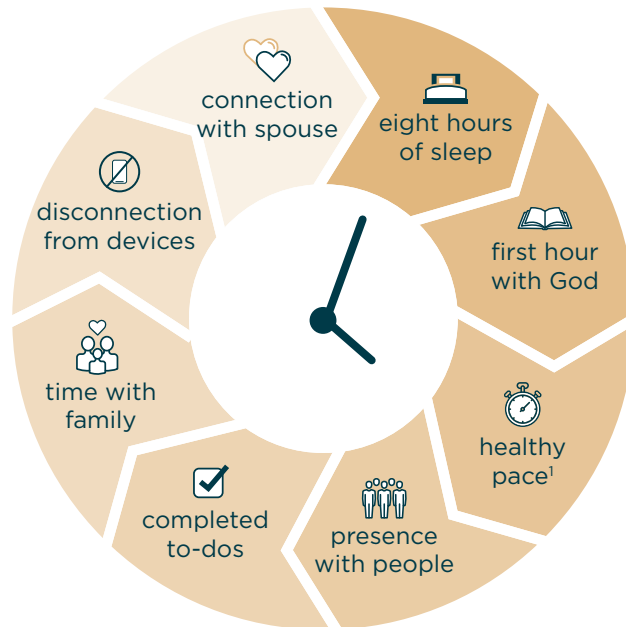 connection
with spouse
eight hours
of sleep
first hour
with God
healthy
pace¹
presence
with people
completed
to-dos
time with
family
disconnection
from devices